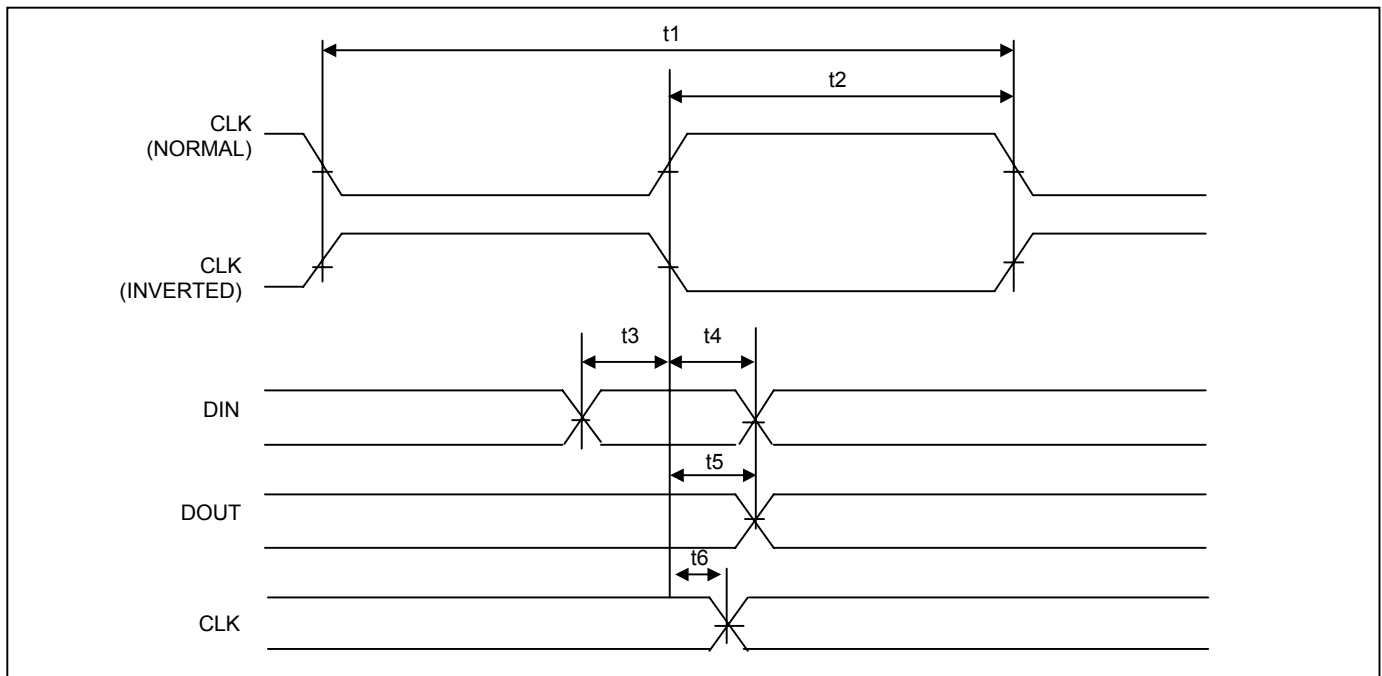 t1
t2
CLK
(NORMAL)
CLK
(INVERTED)
t3
t4
DIN
t5
DOUT
t6
CLK